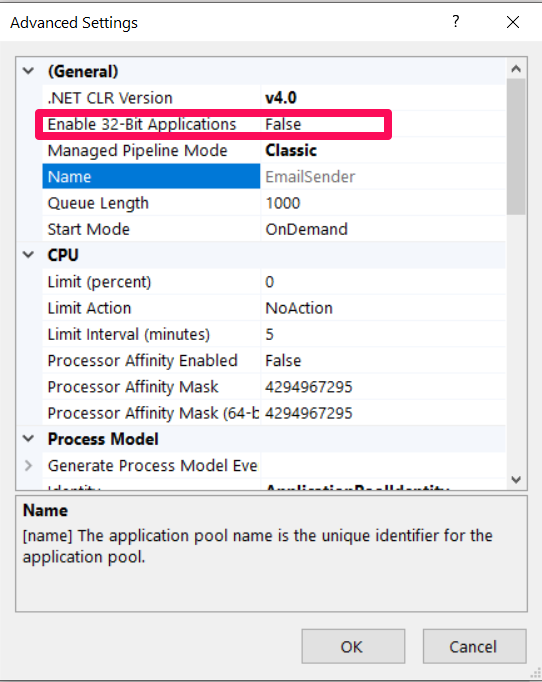 Advanced Settings ?
(General)
.NET CLR Version v4.0
Enable 32-Bit Applications False
Managed Pipeline Mode Classic
Name EmailSender
Queue Length 1000
Start Mode OnDemand
CPU
Limit (percent) 0
Limit Action NoAction
Limit Interval (minutes) 5
Processor Affinity Enabled False
Processor Affinity Mask 4294967295
Processor Affinity Mask (64-b 4294967295
Process Model
Generate Process Model Eve
Identity ApplicationPoolIdentity
Name
[name] The application pool name is the unique identifier for the
application pool.
OK Cancel